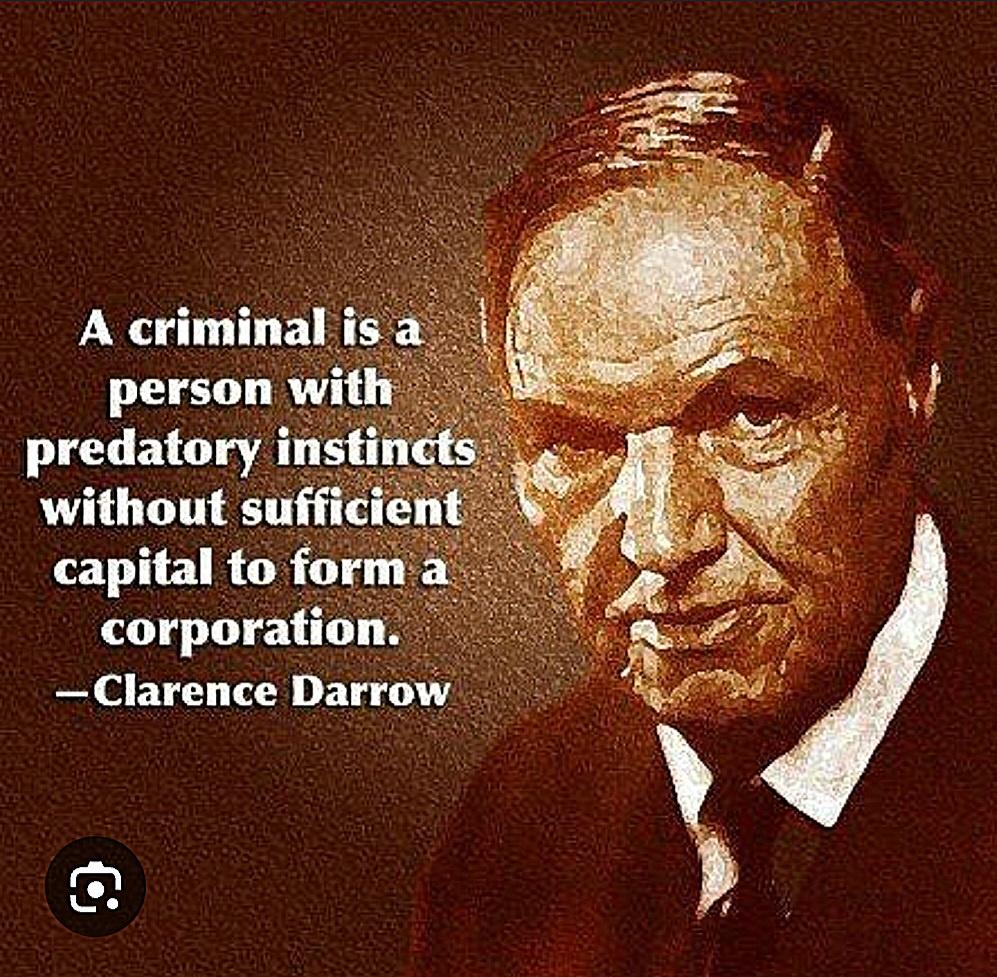 A criminal is a
person with
predatory instincts
without sufficient
capital to form a
corporation.
—Clarence Darrow